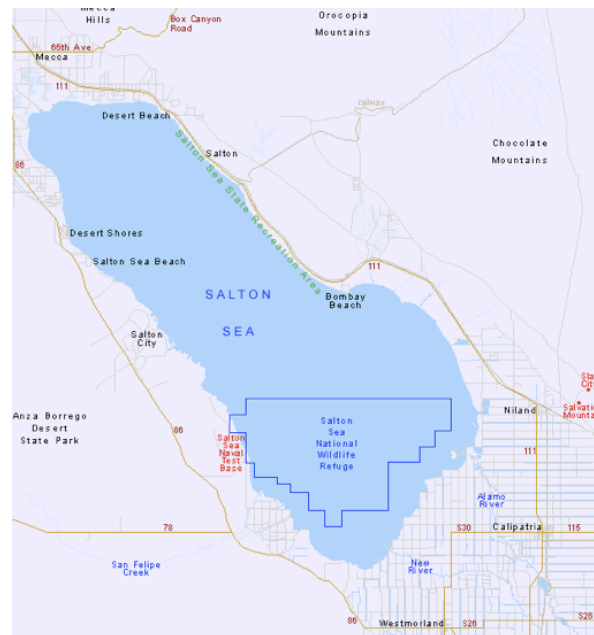 Mecca
Hills
Box Canyon
Road
Orocopia
Mountains
66th Ave
Mecca
111
Desert Beach
railway
Salton
Chocolate
Mountains
86
Salton Sea State Recreation Area
Desert Shores
Salton Sea Beach
111
SALTON
SEA
Bombay
Beach
Salton
City
Niland
Anza Borrego
Desert
State Park
86
Salton
Sea
Naval
Test
Base
Salton
Sea
National
Wildlife
Refuge
111
Alamo
River
78
S30
Calipatria
115
San Felipe
Creek
New
River
86
Westmorland
S26
S26